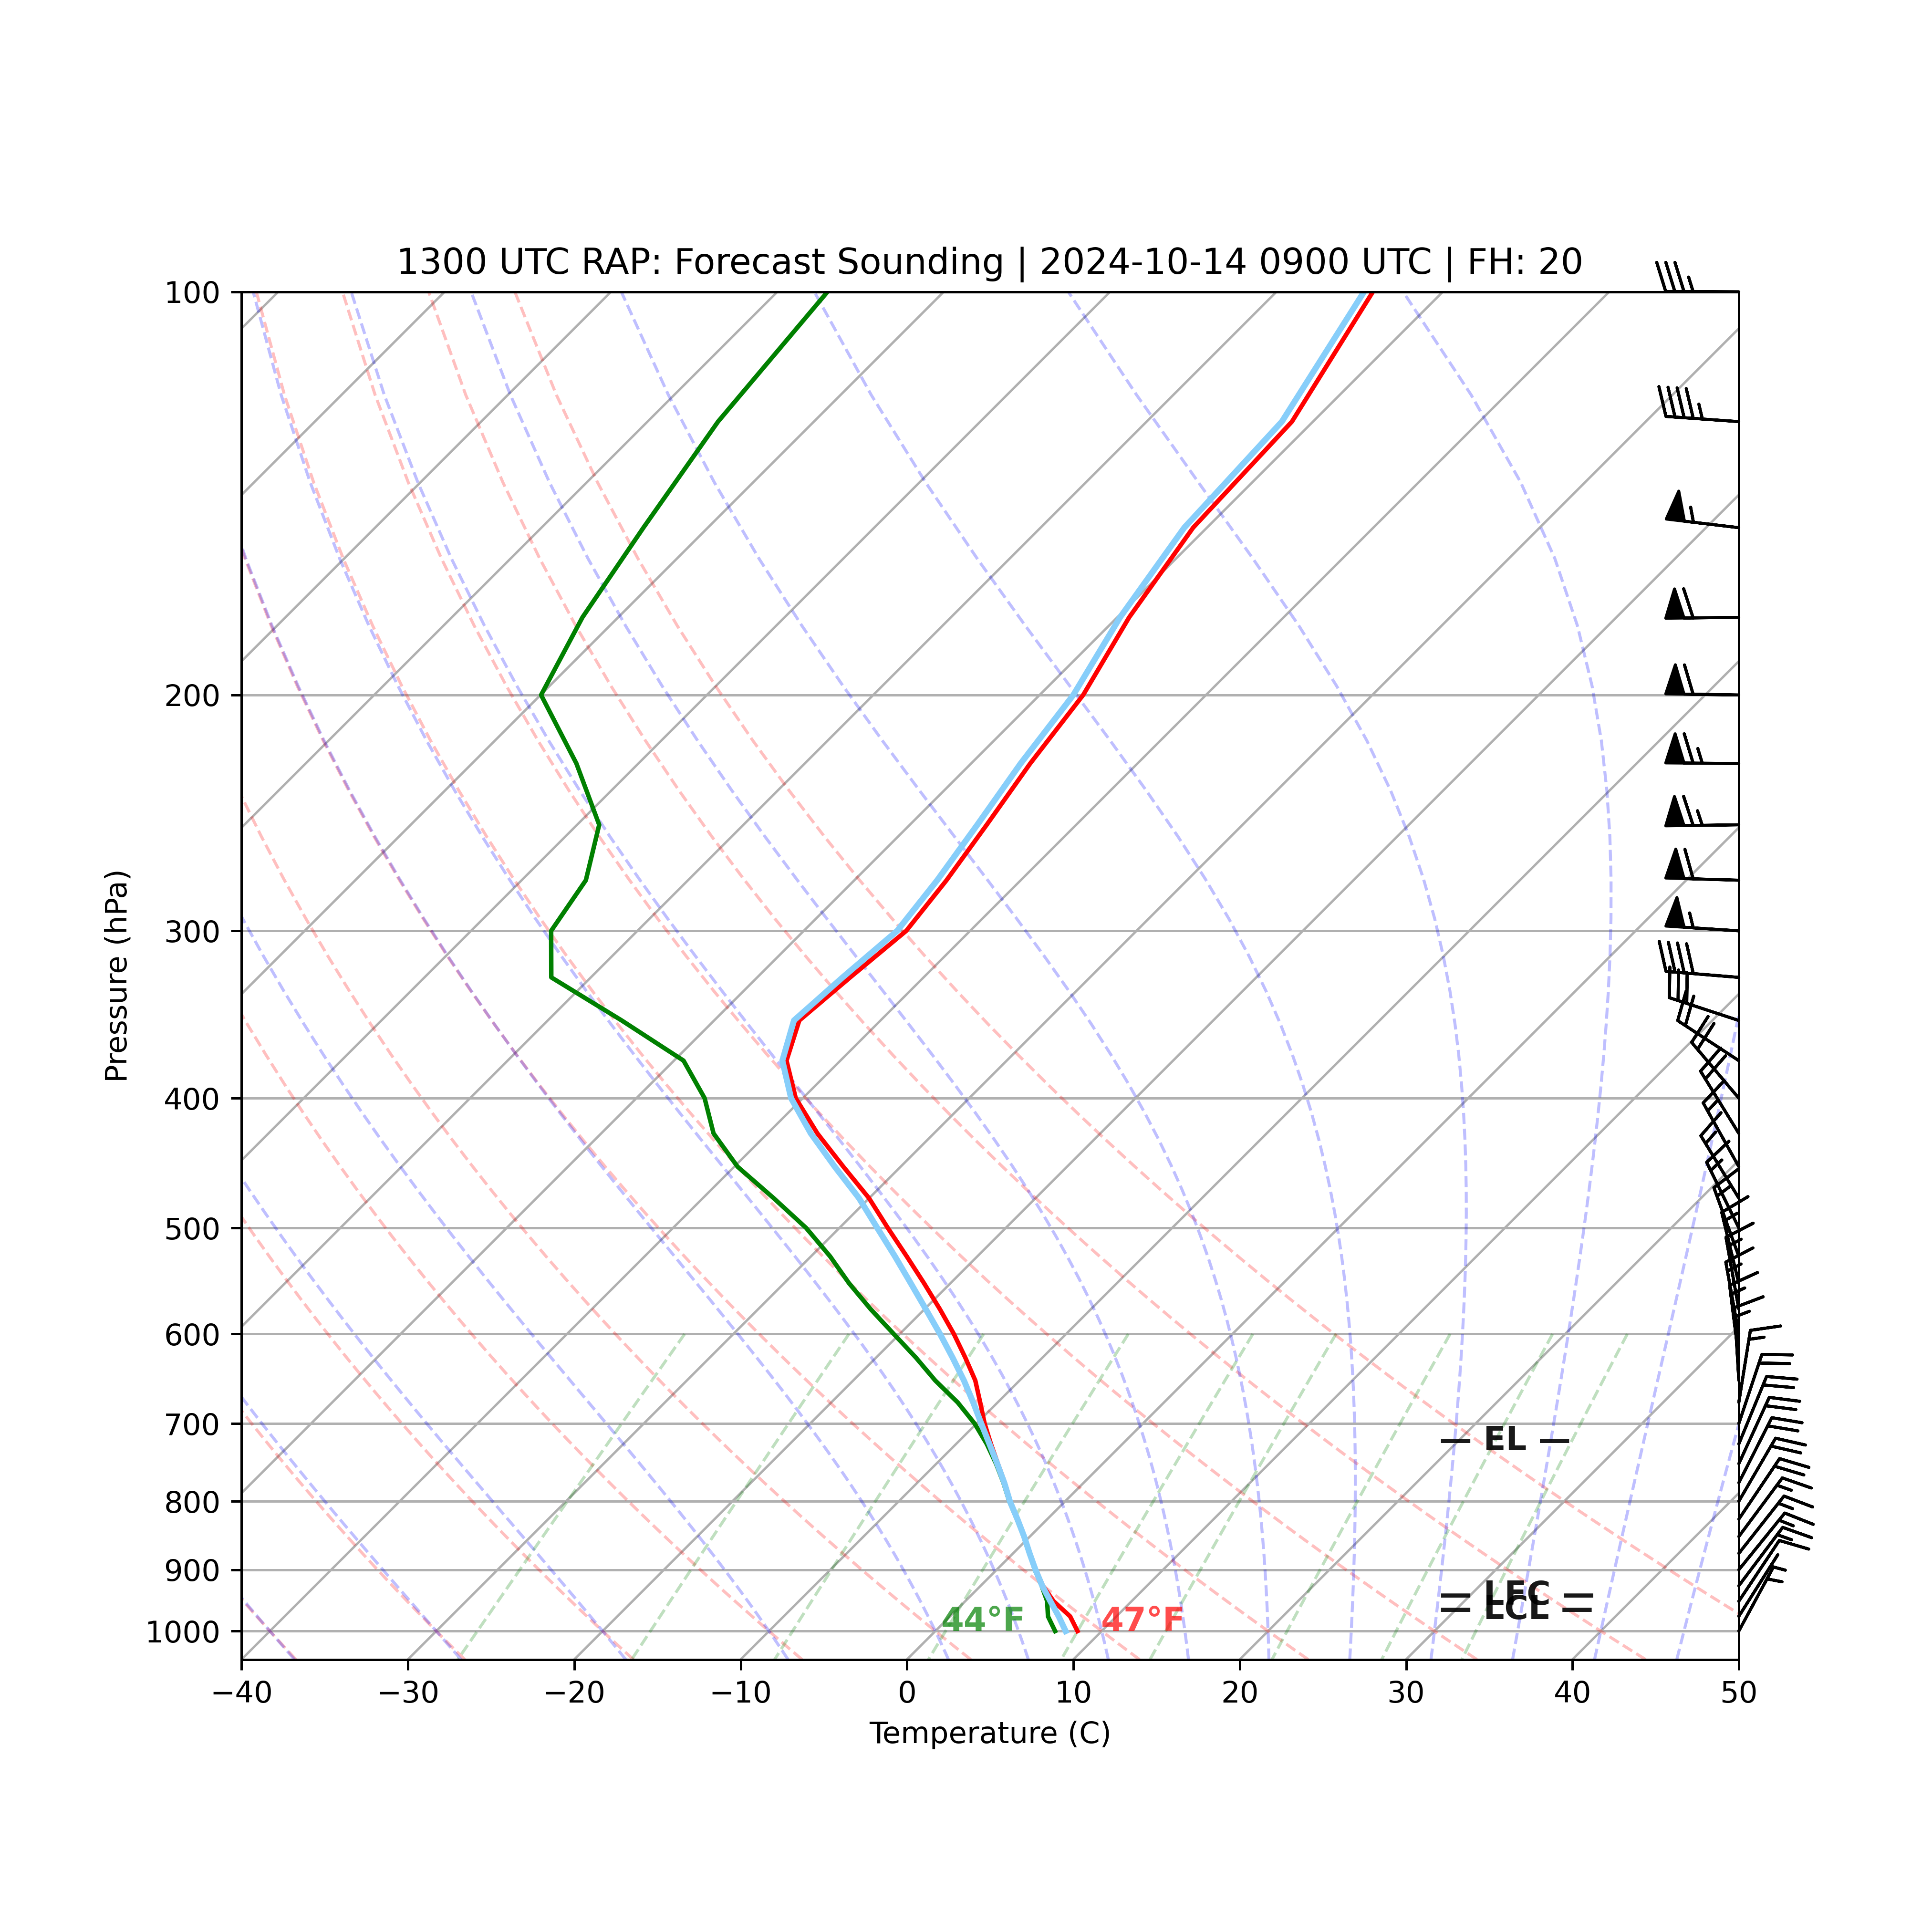 1300 UTC RAP: Forecast Sounding | 2024-10-14 0900 UTC | FH: 20
100
200
300
400
500
600
700
800
900
1000
Pressure (hPa)
— EL —
— LFC —
— LCL —
44°F
47°F
−40 −30 −20 −10 0 10 20 30 40 50
Temperature (C)